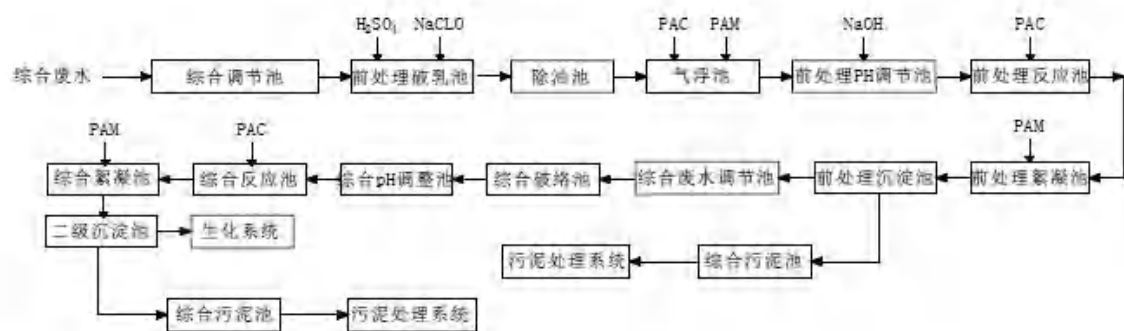 H₂SO₄ NaCLO PAC PAM NaOH PAC
综合废水 综合调节池 前处理破乳池 除油池 气浮池 前处理PH调节池 前处理反应池
PAM PAC PAM
综合絮凝池 综合反应池 综合pH调整池 综合破络池 综合废水调节池 前处理沉淀池 前处理絮凝池
二级沉淀池 生化系统
污泥处理系统 综合污泥池
综合污泥池 污泥处理系统